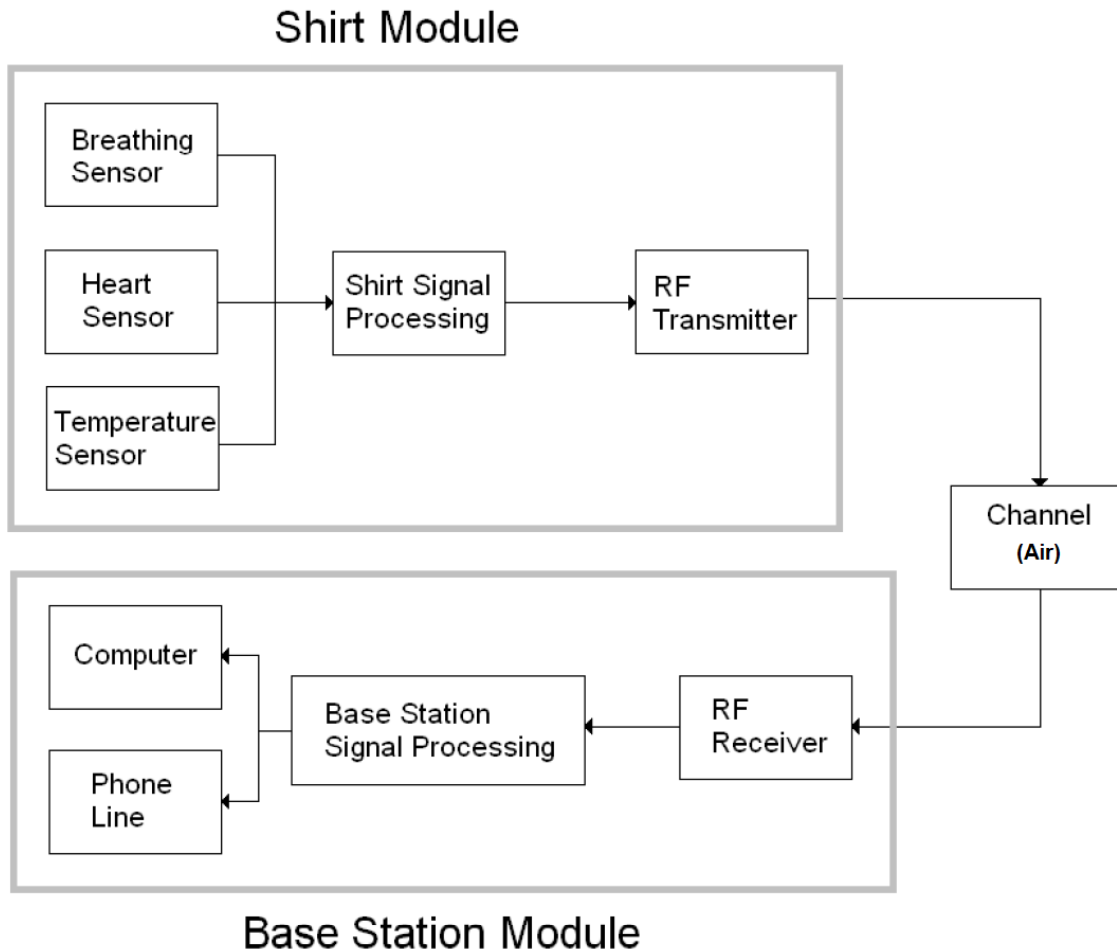 Shirt Module
Breathing
Sensor
Heart
Sensor
Temperature
Sensor
Shirt Signal
Processing
RF
Transmitter
Channel
(Air)
Computer
Phone
Line
Base Station
Signal Processing
RF
Receiver
Base Station Module